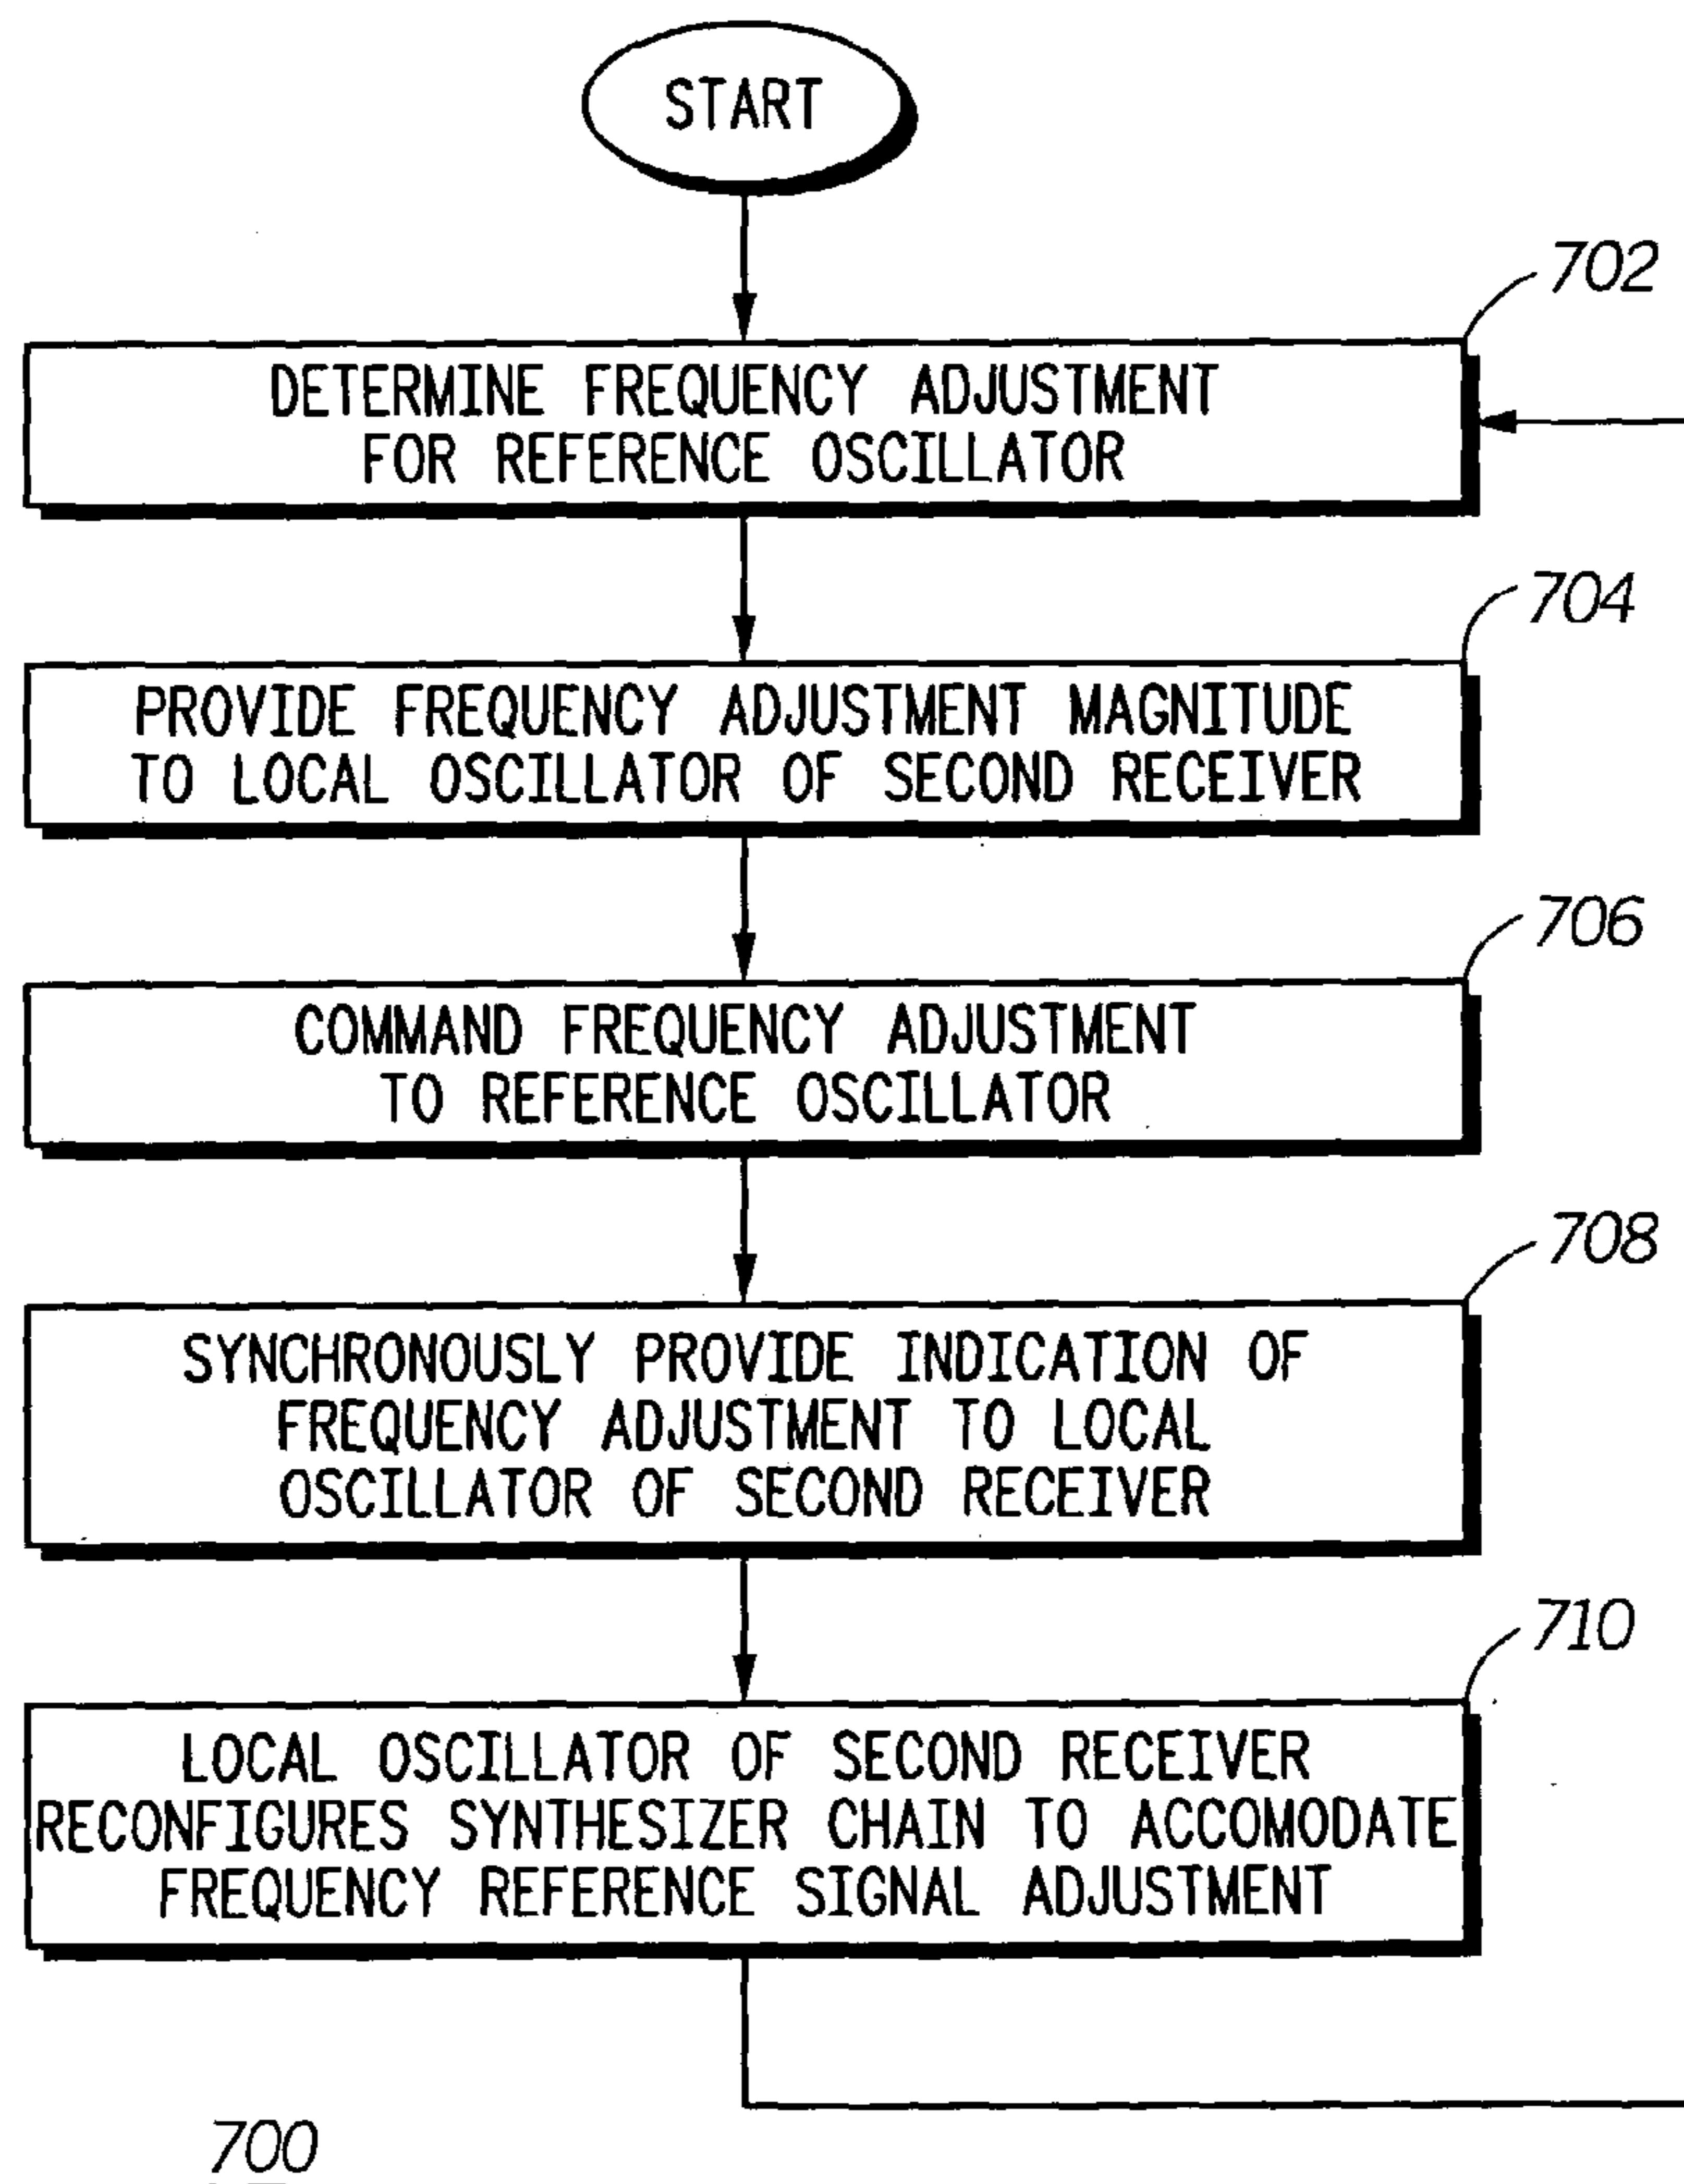 START
702
DETERMINE FREQUENCY ADJUSTMENT
FOR REFERENCE OSCILLATOR
704
PROVIDE FREQUENCY ADJUSTMENT MAGNITUDE
TO LOCAL OSCILLATOR OF SECOND RECEIVER
706
COMMAND FREQUENCY ADJUSTMENT
TO REFERENCE OSCILLATOR
708
SYNCHRONOUSLY PROVIDE INDICATION OF
FREQUENCY ADJUSTMENT TO LOCAL
OSCILLATOR OF SECOND RECEIVER
710
LOCAL OSCILLATOR OF SECOND RECEIVER
RECONFIGURES SYNTHESIZER CHAIN TO ACCOMODATE
FREQUENCY REFERENCE SIGNAL ADJUSTMENT
700